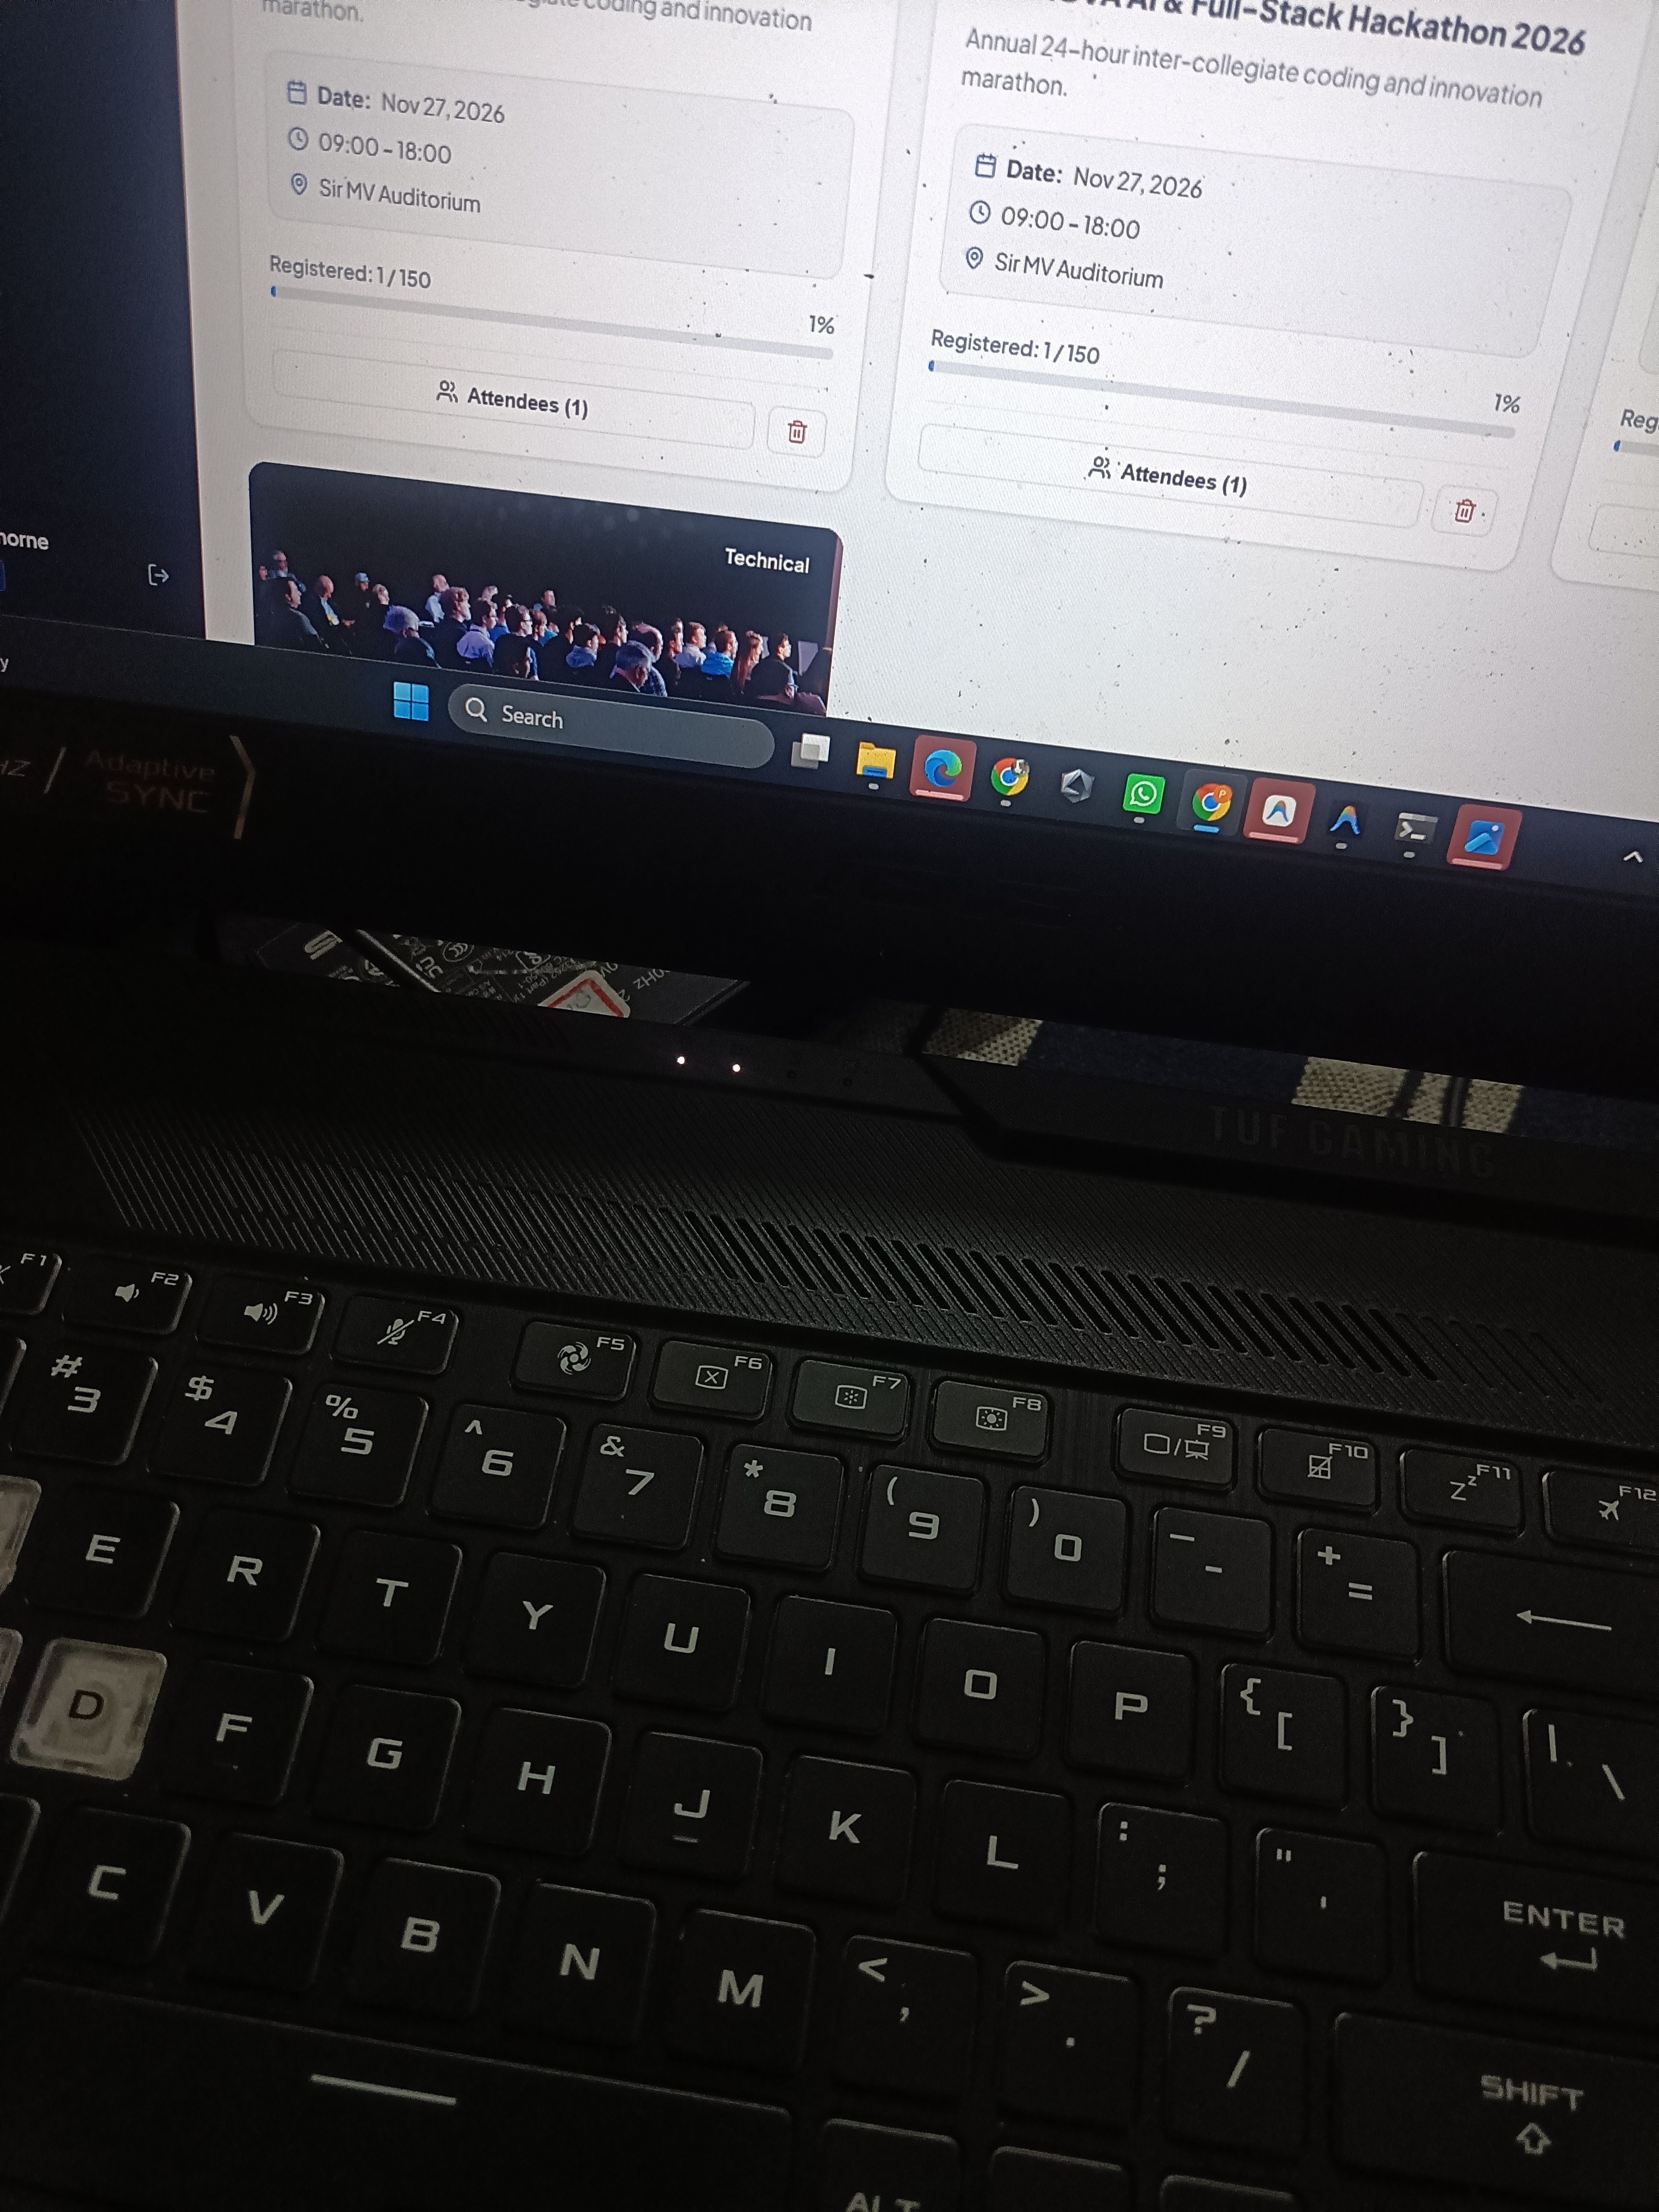 marathon.
coding and innovation
Date: Nov 27, 2026
09:00 - 18:00
Sir MV Auditorium
Registered: 1 / 150
1%
Attendees (1)
AI & Full-Stack Hackathon 2026
Annual 24-hour inter-collegiate coding and innovation
marathon.
Date: Nov 27, 2026
09:00 - 18:00
Sir MV Auditorium
Registered: 1 / 150
1%
Attendees (1)
Technical
Search
Adaptive
SYNC
TUF GAMING
F1 F2 F3 F4 F5 F6 F7 F8 F9 F10 F11 F12
# $ % ^ & * ( ) _ +
3 4 5 6 7 8 9 0 - =
E R T Y U I O P { [ } ] | \
D F G H J K L : ; " ' ENTER
C V B N M < , > . ? / SHIFT
ALT